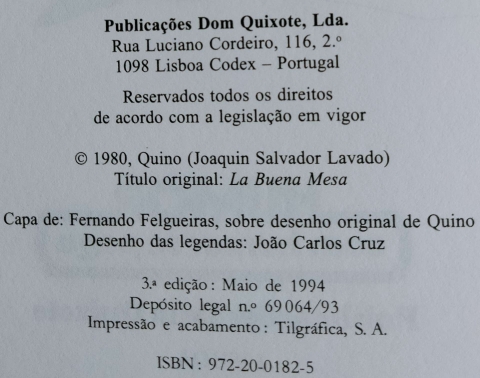 Publicações Dom Quixote, Lda.
Rua Luciano Cordeiro, 116, 2.º
1098 Lisboa Codex – Portugal
Reservados todos os direitos
de acordo com a legislação em vigor
© 1980, Quino (Joaquin Salvador Lavado)
Título original: La Buena Mesa
Capa de: Fernando Felgueiras, sobre desenho original de Quino
Desenho das legendas: João Carlos Cruz
3.ª edição: Maio de 1994
Depósito legal n.º 69 064/93
Impressão e acabamento: Tilgráfica, S. A.
ISBN: 972-20-0182-5